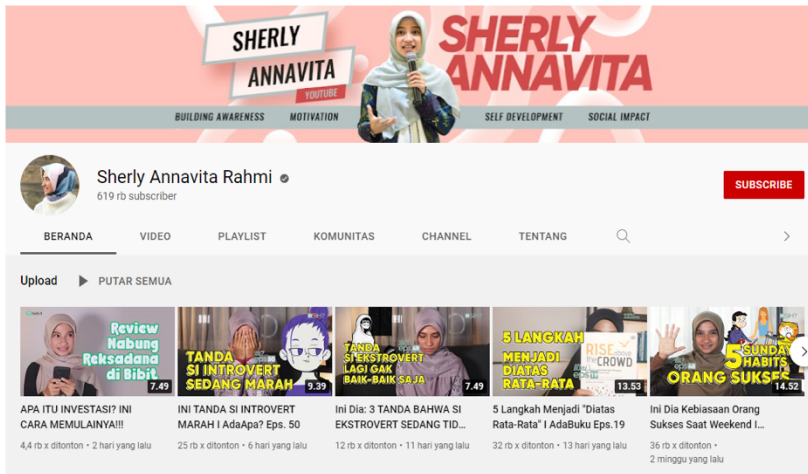 SHERLY
ANNAVITA
YOUTUBE
SHERLY
ANNAVITA
BUILDING AWARENESS
MOTIVATION
SELF DEVELOPMENT
SOCIAL IMPACT
Sherly Annavita Rahmi
619 rb subscriber
SUBSCRIBE
BERANDA
VIDEO
PLAYLIST
KOMUNITAS
CHANNEL
TENTANG
Upload
PUTAR SEMUA
Review
Nabung
Reksadana
di Bibit
7.49
APA ITU INVESTASI? INI
CARA MEMULAINYA!!!
4,4 rb x ditonton • 2 hari yang lalu
TANDA
SI INTROVERT
SEDANG MARAH
9.39
INI TANDA SI INTROVERT
MARAH I AdaApa? Eps. 50
25 rb x ditonton • 6 hari yang lalu
TANDA
SI EKSTROVERT
LAGI GAK
BAIK-BAIK SAJA
7.49
Ini Dia: 3 TANDA BAHWA SI
EKSTROVERT SEDANG TID...
12 rb x ditonton • 11 hari yang lalu
5 LANGKAH
MENJADI
DIATAS
RATA-RATA
RISE above
the CROWD
13.53
5 Langkah Menjadi "Diatas
Rata-Rata" I AdaBuku Eps.19
32 rb x ditonton • 13 hari yang lalu
5 SUNDAY
HABITS
ORANG SUKSES
14.52
Ini Dia Kebiasaan Orang
Sukses Saat Weekend I...
36 rb x ditonton •
2 minggu yang lalu